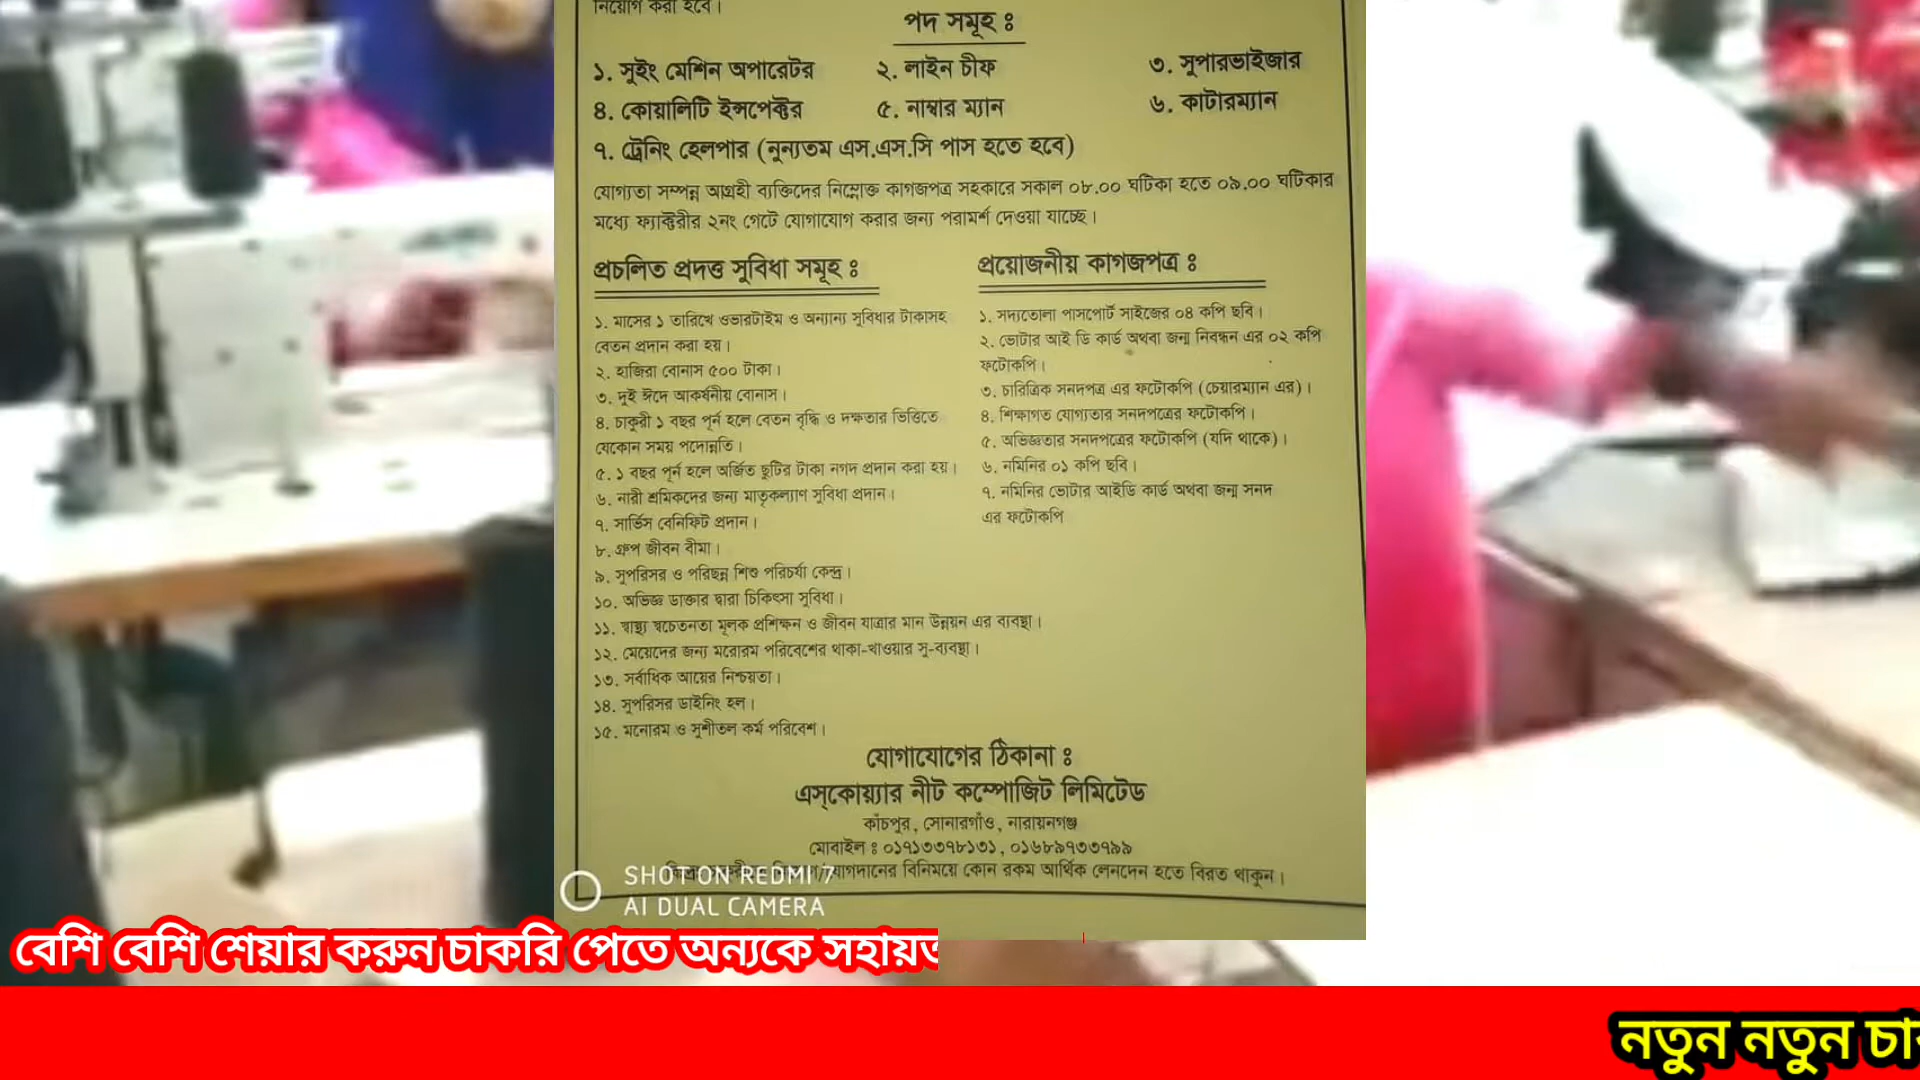 নিয়োগ করা হবে।
পদ সমূহ ঃ
১. সুইং মেশিন অপারেটর ২. লাইন চীফ ৩. সুপারভাইজার
৪. কোয়ালিটি ইন্সপেক্টর ৫. নাম্বার ম্যান ৬. কাটারম্যান
৭. ট্রেনিং হেলপার (নুন্যতম এস.এস.সি পাস হতে হবে)
যোগ্যতা সম্পন্ন আগ্রহী ব্যক্তিদের নিম্নোক্ত কাগজপত্র সহকারে সকাল ০৮.০০ ঘটিকা হতে ০৯.০০ ঘটিকার
মধ্যে ফ্যাক্টরীর ২নং গেটে যোগাযোগ করার জন্য পরামর্শ দেওয়া যাচ্ছে।
প্রচলিত প্রদত্ত সুবিধা সমূহ ঃ
১. মাসের ১ তারিখে ওভারটাইম ও অন্যান্য সুবিধার টাকাসহ
বেতন প্রদান করা হয়।
২. হাজিরা বোনাস ৫০০ টাকা।
৩. দুই ঈদে আকর্ষনীয় বোনাস।
৪. চাকুরী ১ বছর পূর্ন হলে বেতন বৃদ্ধি ও দক্ষতার ভিত্তিতে
যেকোন সময় পদোন্নতি।
৫. ১ বছর পূর্ন হলে অর্জিত ছুটির টাকা নগদ প্রদান করা হয়।
৬. নারী শ্রমিকদের জন্য মাতৃকল্যাণ সুবিধা প্রদান।
৭. সার্ভিস বেনিফিট প্রদান।
৮. গ্রুপ জীবন বীমা।
৯. সুপরিসর ও পরিছন্ন শিশু পরিচর্যা কেন্দ্র।
১০. অভিজ্ঞ ডাক্তার দ্বারা চিকিৎসা সুবিধা।
১১. স্বাস্থ্য স্বচেতনতা মূলক প্রশিক্ষন ও জীবন যাত্রার মান উন্নয়ন এর ব্যবস্থা।
১২. মেয়েদের জন্য মরোরম পরিবেশের থাকা-খাওয়ার সু-ব্যবস্থা।
১৩. সর্বাধিক আয়ের নিশ্চয়তা।
১৪. সুপরিসর ডাইনিং হল।
১৫. মনোরম ও সুশীতল কর্ম পরিবেশ।
প্রয়োজনীয় কাগজপত্র ঃ
১. সদ্যতোলা পাসপোর্ট সাইজের ০৪ কপি ছবি।
২. ভোটার আই ডি কার্ড অথবা জন্ম নিবন্ধন এর ০২ কপি
ফটোকপি।
৩. চারিত্রিক সনদপত্র এর ফটোকপি (চেয়ারম্যান এর)।
৪. শিক্ষাগত যোগ্যতার সনদপত্রের ফটোকপি।
৫. অভিজ্ঞতার সনদপত্রের ফটোকপি (যদি থাকে)।
৬. নমিনির ০১ কপি ছবি।
৭. নমিনির ভোটার আইডি কার্ড অথবা জন্ম সনদ
এর ফটোকপি
যোগাযোগের ঠিকানা ঃ
এস্কোয়্যার নীট কম্পোজিট লিমিটেড
কাঁচপুর, সোনারগাঁও, নারায়নগঞ্জ
মোবাইল ঃ ০১৭১৩৩৭৮১৩১, ০১৬৮৯৭৩৩৭৯৯
বিনিময়ে কোন রকম আর্থিক লেনদেন হতে বিরত থাকুন।
SHOT ON REDMI 7
AI DUAL CAMERA
বেশি বেশি শেয়ার করুন চাকরি পেতে অন্যকে
নতুন নতুন